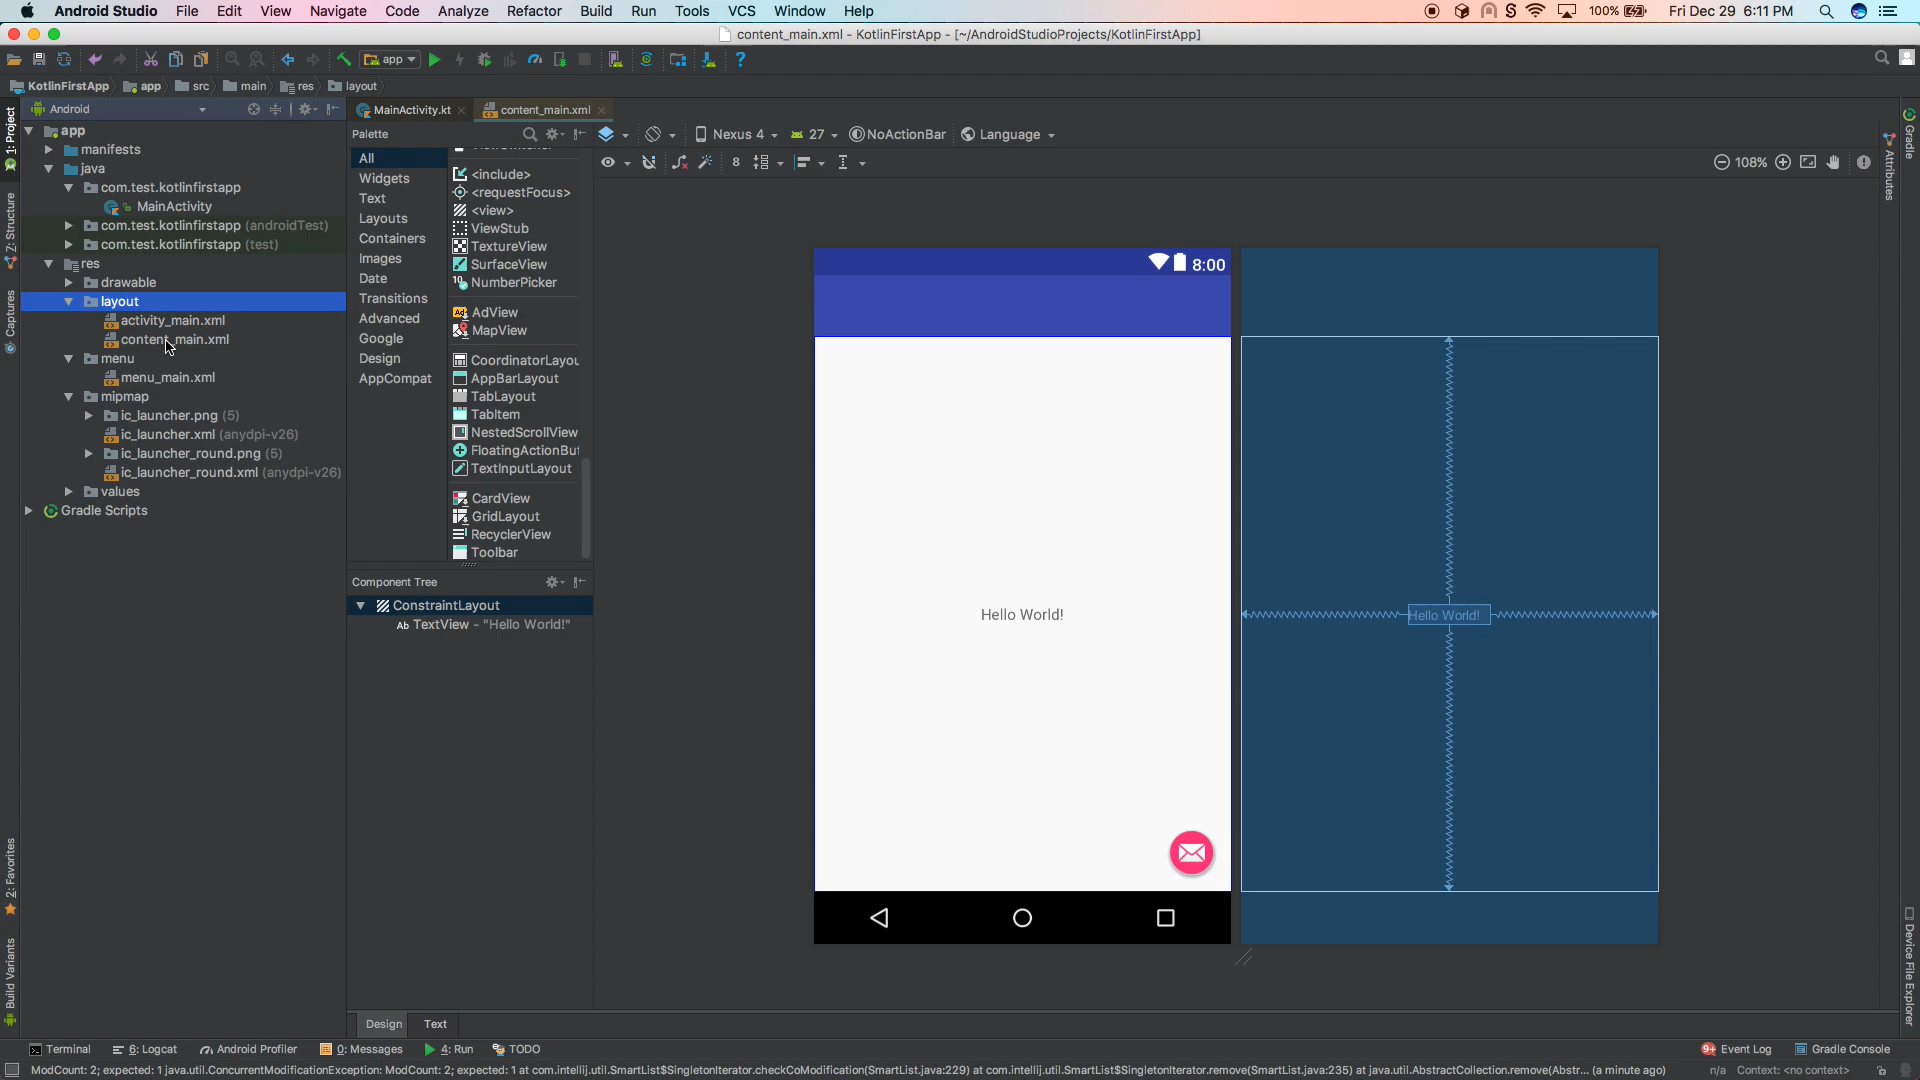 Android Studio File Edit View Navigate Code Analyze Refactor Build Run Tools VCS Window Help S 100% Fri Dec 29 6:11 PM
content_main.xml - KotlinFirstApp - [~/AndroidStudioProjects/KotlinFirstApp]
app
KotlinFirstApp app src main res layout
Android
MainActivity.kt content_main.xml
1: Project
Z: Structure
Captures
2: Favorites
Build Variants
app
manifests
java
com.test.kotlinfirstapp
MainActivity
com.test.kotlinfirstapp (androidTest)
com.test.kotlinfirstapp (test)
res
drawable
layout
activity_main.xml
content_main.xml
menu
menu_main.xml
mipmap
ic_launcher.png (5)
ic_launcher.xml (anydpi-v26)
ic_launcher_round.png (5)
ic_launcher_round.xml (anydpi-v26)
values
Gradle Scripts
Palette
All
Widgets
Text
Layouts
Containers
Images
Date
Transitions
Advanced
Google
Design
AppCompat
<include>
<requestFocus>
<view>
ViewStub
TextureView
SurfaceView
NumberPicker
AdView
MapView
CoordinatorLayou
AppBarLayout
TabLayout
TabItem
NestedScrollView
FloatingActionBut
TextInputLayout
CardView
GridLayout
RecyclerView
Toolbar
Component Tree
ConstraintLayout
Ab TextView - "Hello World!"
Nexus 4 27 NoActionBar Language
8 108%
8:00
Hello World!
Hello World!
Gradle
Attributes
Device File Explorer
Design Text
Terminal 6: Logcat Android Profiler 0: Messages 4: Run TODO 9+ Event Log Gradle Console
ModCount: 2; expected: 1 java.util.ConcurrentModificationException: ModCount: 2; expected: 1 at com.intellij.util.SmartList$SingletonIterator.checkCoModification(SmartList.java:229) at com.intellij.util.SmartList$SingletonIterator.remove(SmartList.java:235) at java.util.AbstractCollection.remove(Abstr... (a minute ago) n/a Context: <no context>